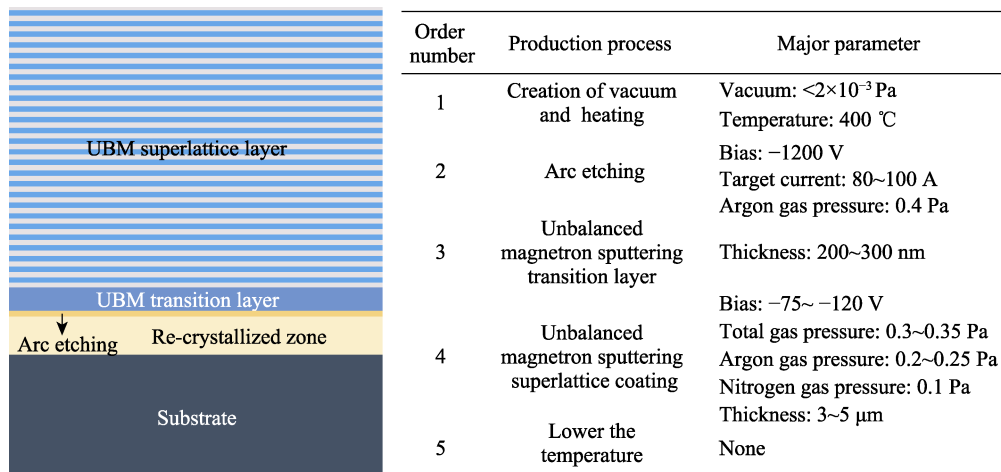 UBM superlattice layer
UBM transition layer
Arc etching
Re-crystallized zone
Substrate
Order number Production process Major parameter
1 Creation of vacuum and heating Vacuum: <2×10⁻³ Pa
Temperature: 400 ℃
2 Arc etching Bias: −1200 V
Target current: 80~100 A
Argon gas pressure: 0.4 Pa
3 Unbalanced magnetron sputtering transition layer Thickness: 200~300 nm
4 Unbalanced magnetron sputtering superlattice coating Bias: −75~ −120 V
Total gas pressure: 0.3~0.35 Pa
Argon gas pressure: 0.2~0.25 Pa
Nitrogen gas pressure: 0.1 Pa
Thickness: 3~5 μm
5 Lower the temperature None